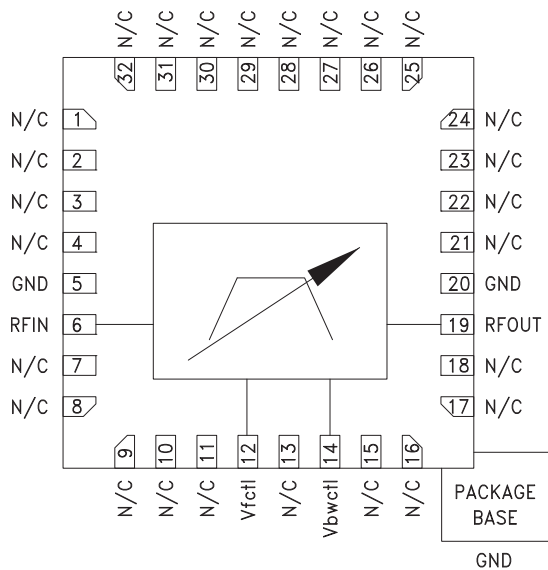 N/C N/C N/C N/C N/C N/C N/C N/C
32 31 30 29 28 27 26 25
N/C 1
N/C 2
N/C 3
N/C 4
GND 5
RFIN 6
N/C 7
N/C 8
24 N/C
23 N/C
22 N/C
21 N/C
20 GND
19 RFOUT
18 N/C
17 N/C
9 10 11 12 13 14 15 16
N/C N/C N/C Vfctl N/C Vbwctl N/C N/C
PACKAGE
BASE
GND